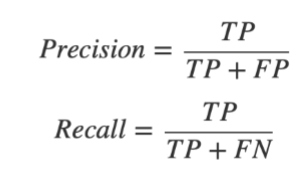 Precision = TP / TP + FP
Recall = TP / TP + FN